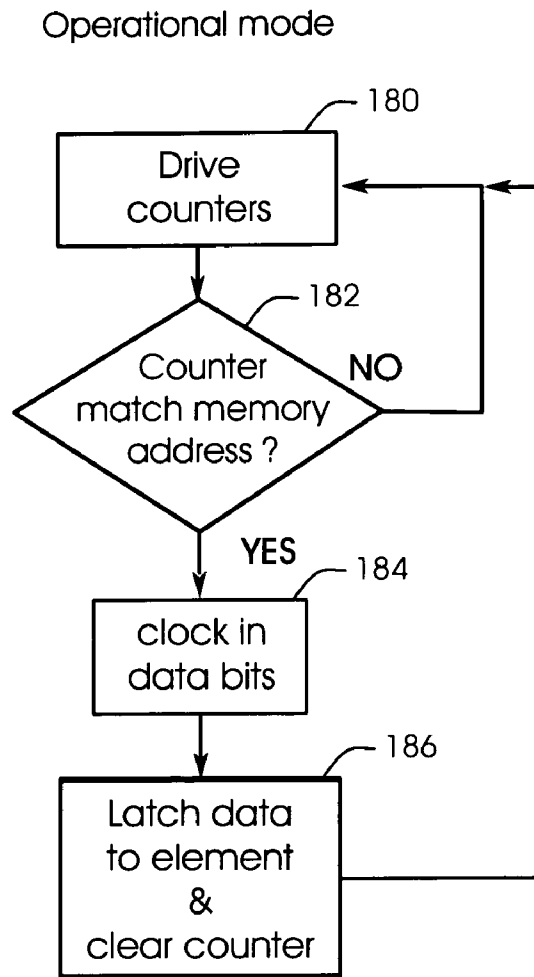 Operational mode
180
Drive
counters
182
Counter
match memory
address ?
NO
YES
184
clock in
data bits
186
Latch data
to element
&
clear counter